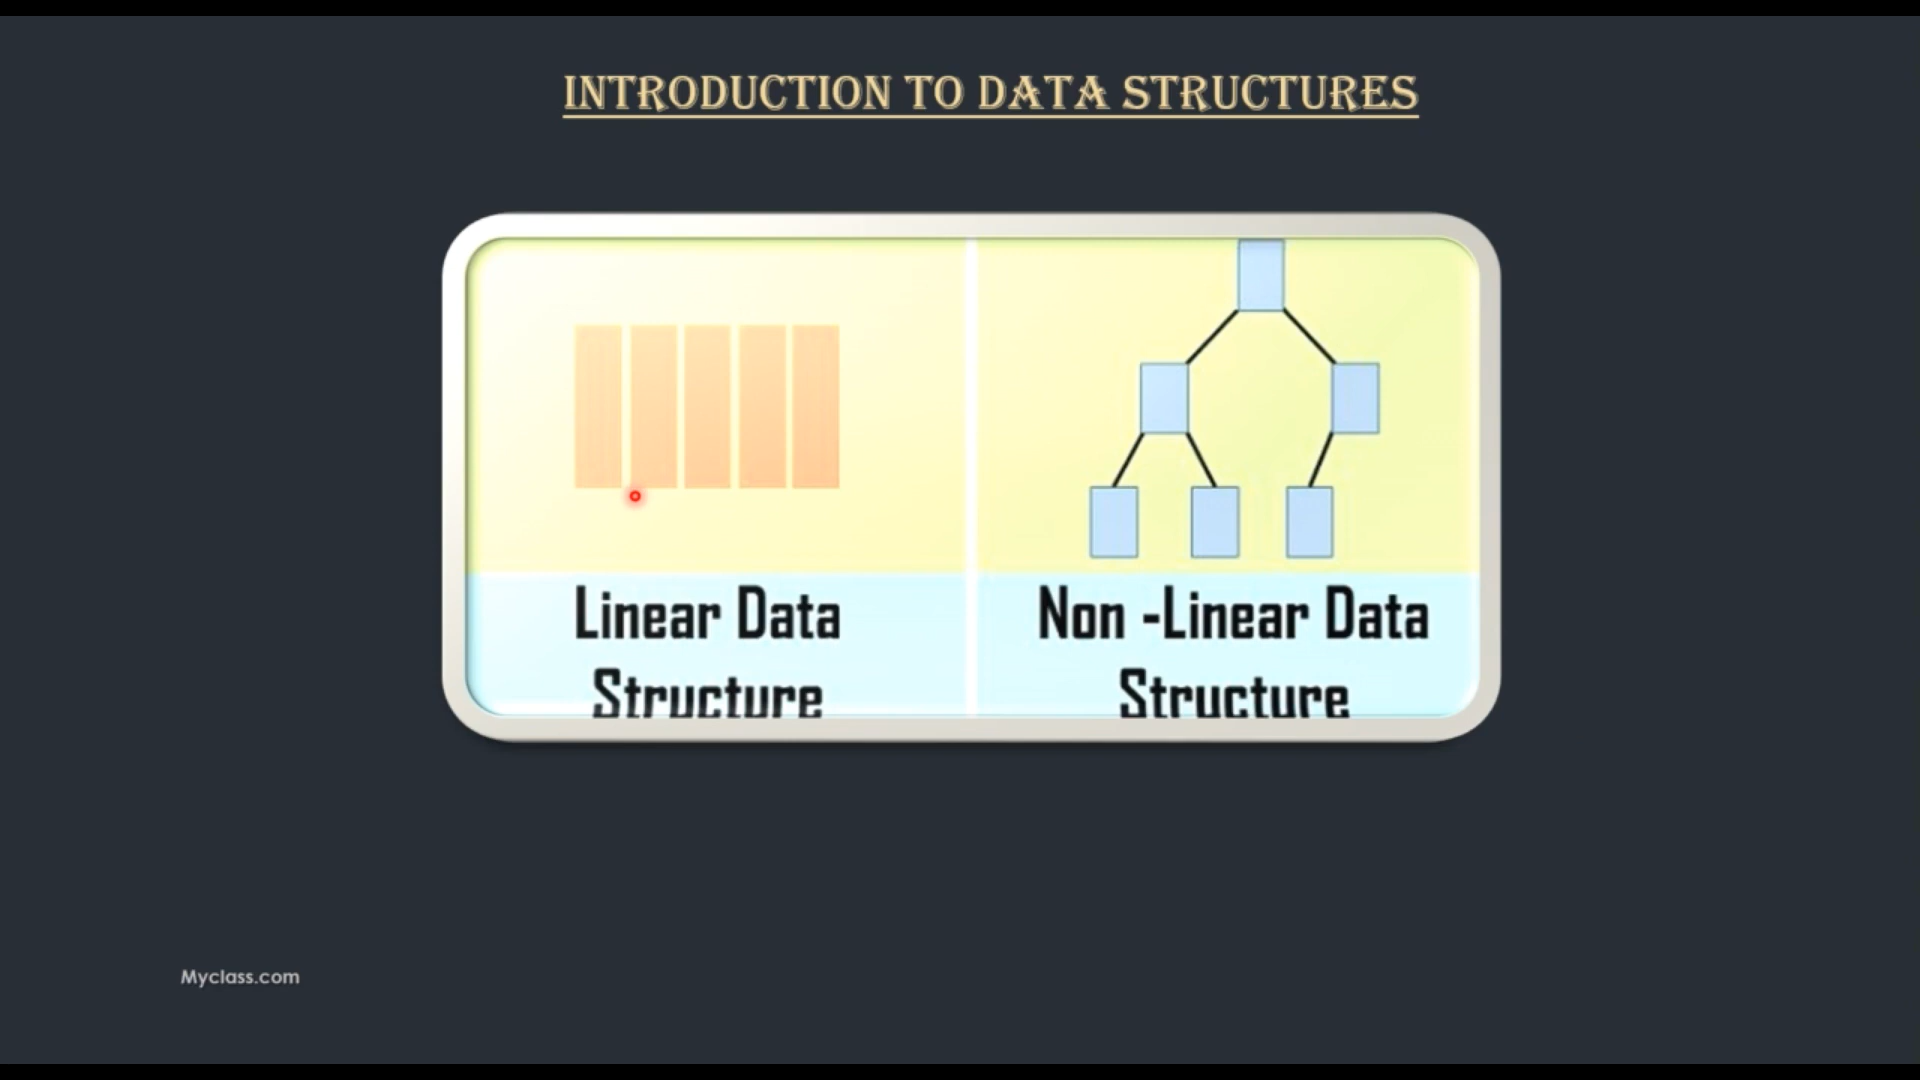 INTRODUCTION TO DATA STRUCTURES
Linear Data
Structure
Non -Linear Data
Structure
Myclass.com